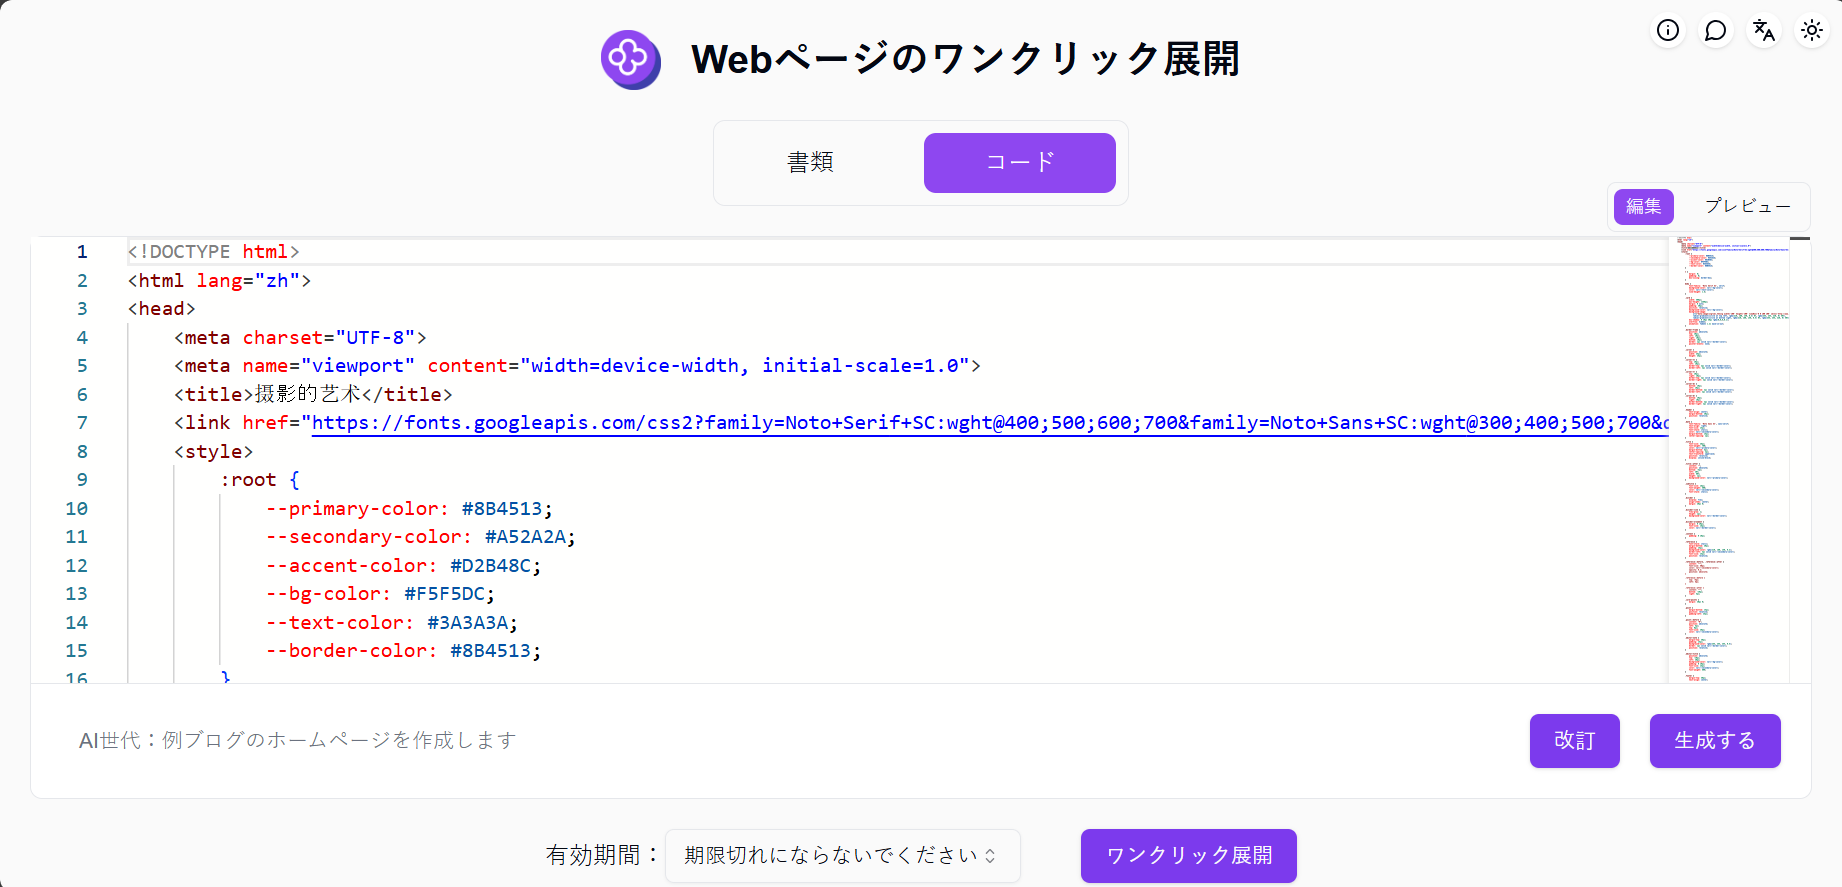 Webページのワンクリック展開
書類
コード
編集
プレビュー
1 <!DOCTYPE html>
2 <html lang="zh">
3 <head>
4 <meta charset="UTF-8">
5 <meta name="viewport" content="width=device-width, initial-scale=1.0">
6 <title>摄影的艺术</title>
7 <link href="https://fonts.googleapis.com/css2?family=Noto+Serif+SC:wght@400;500;600;700&family=Noto+Sans+SC:wght@300;400;500;700&
8 <style>
9 :root {
10 --primary-color: #8B4513;
11 --secondary-color: #A52A2A;
12 --accent-color: #D2B48C;
13 --bg-color: #F5F5DC;
14 --text-color: #3A3A3A;
15 --border-color: #8B4513;
16 }
AI世代：例ブログのホームページを作成します
改訂
生成する
有効期間：
期限切れにならないでください
ワンクリック展開